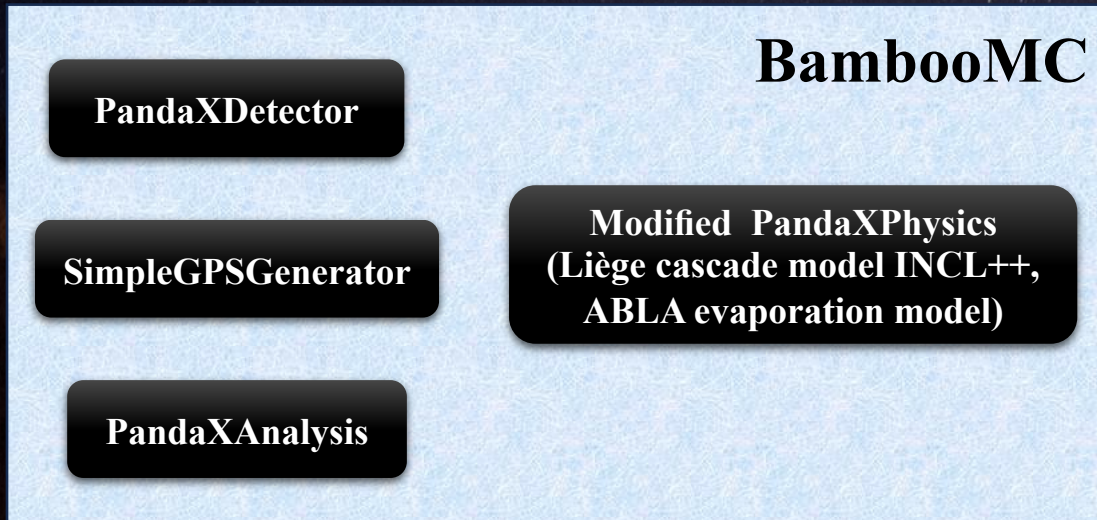 BambooMC
PandaXDetector
SimpleGPSGenerator
PandaXAnalysis
Modified PandaXPhysics
(Liège cascade model INCL++,
ABLA evaporation model)